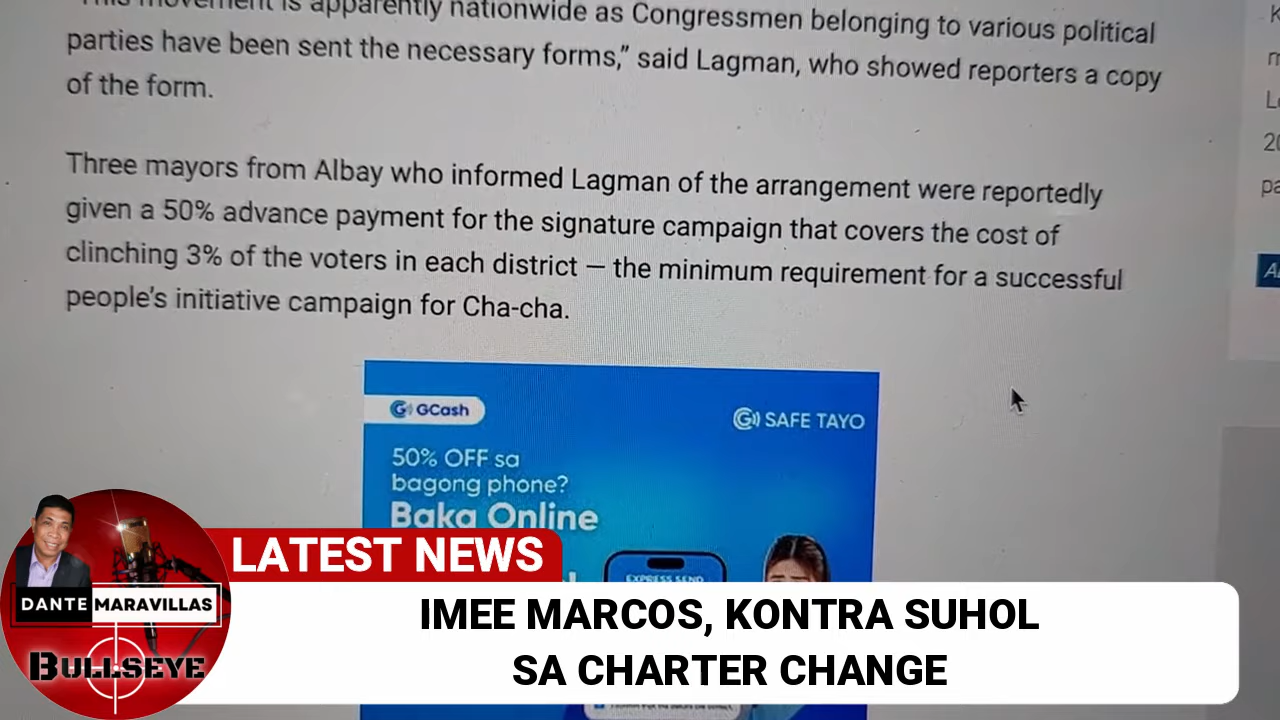 This movement is apparently nationwide as Congressmen belonging to various political
parties have been sent the necessary forms,” said Lagman, who showed reporters a copy
of the form.
Three mayors from Albay who informed Lagman of the arrangement were reportedly
given a 50% advance payment for the signature campaign that covers the cost of
clinching 3% of the voters in each district — the minimum requirement for a successful
people's initiative campaign for Cha-cha.
GCash
SAFE TAYO
50% OFF sa
bagong phone?
Baka Online
EXPRESS SEND
LATEST NEWS
DANTE MARAVILLAS
BULLSEYE
IMEE MARCOS, KONTRA SUHOL
SA CHARTER CHANGE